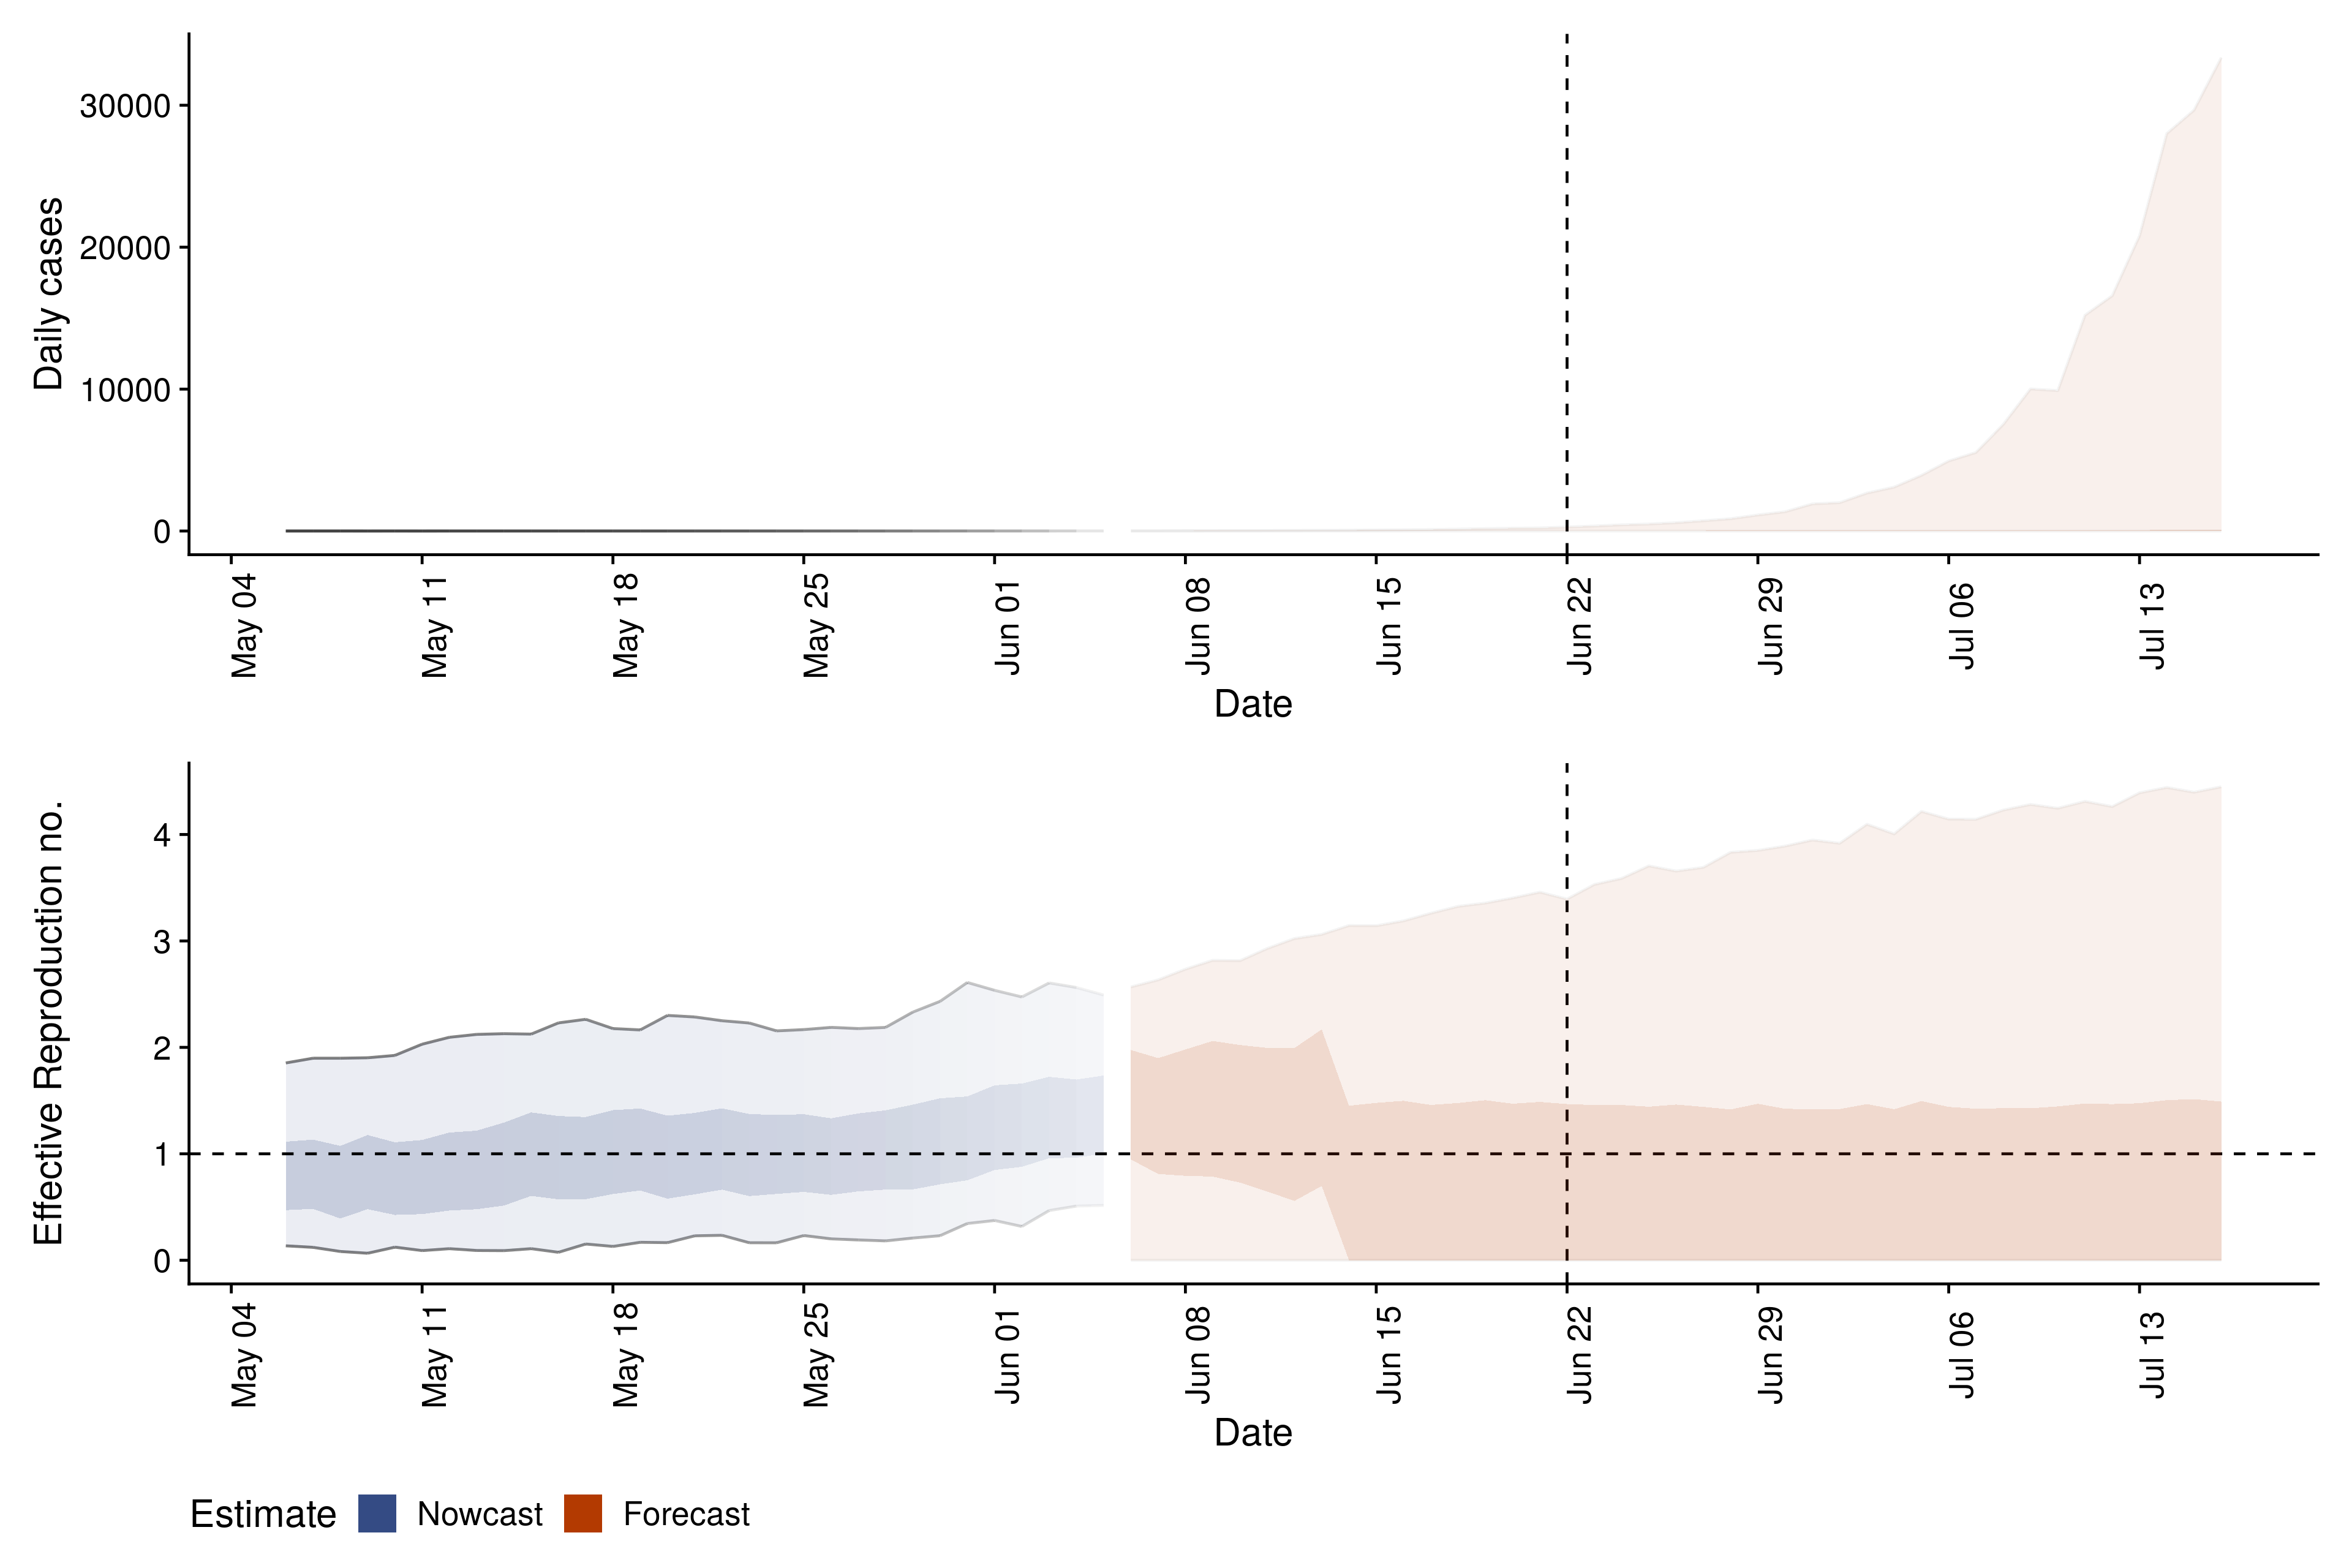 Daily cases
30000
20000
10000
0
May 04
May 11
May 18
May 25
Jun 01
Jun 08
Jun 15
Jun 22
Jun 29
Jul 06
Jul 13
Date
Effective Reproduction no.
4
3
2
1
0
May 04
May 11
May 18
May 25
Jun 01
Jun 08
Jun 15
Jun 22
Jun 29
Jul 06
Jul 13
Date
Estimate Nowcast Forecast